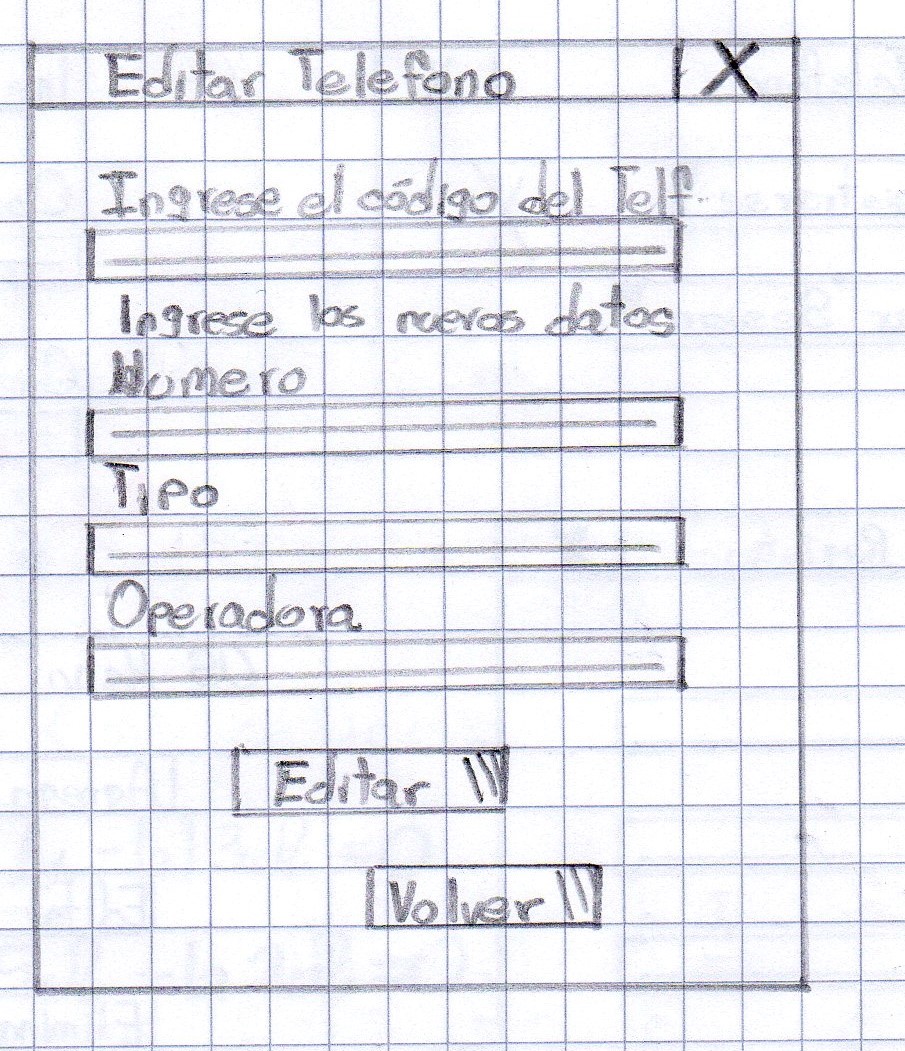 Editar Telefono X
Ingrese el código del Telf.
Ingrese los nuevos datos
Numero
Tipo
Operadora
Editar
Volver